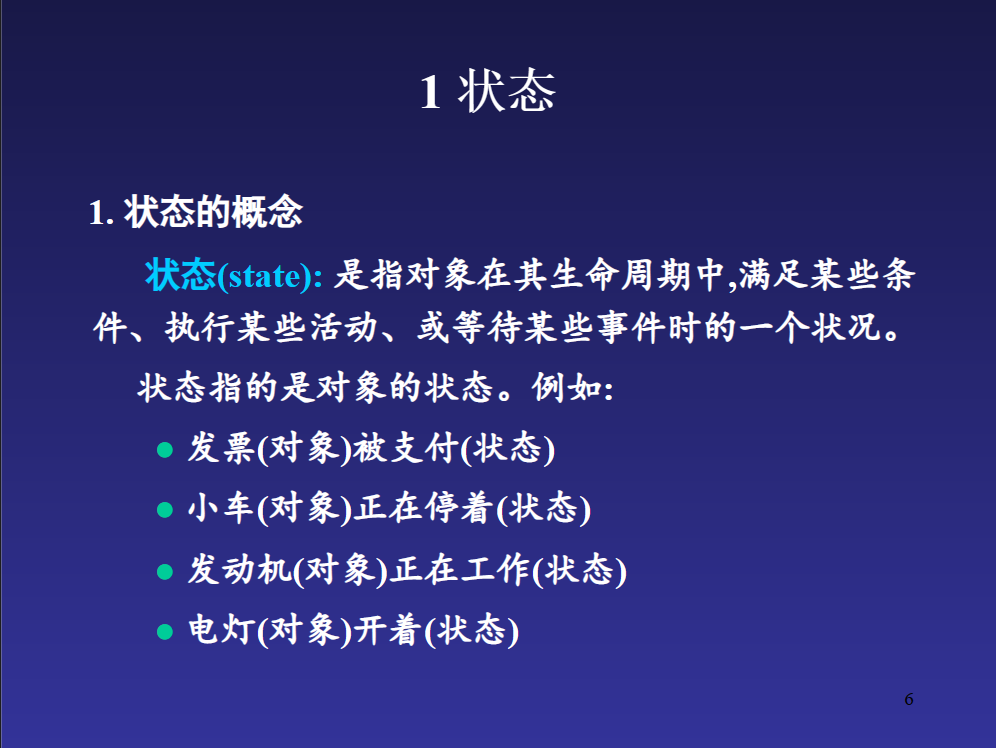 1 状态
1. 状态的概念
状态(state): 是指对象在其生命周期中,满足某些条
件、执行某些活动、或等待某些事件时的一个状况。
状态指的是对象的状态。例如:
● 发票(对象)被支付(状态)
● 小车(对象)正在停着(状态)
● 发动机(对象)正在工作(状态)
● 电灯(对象)开着(状态)
6